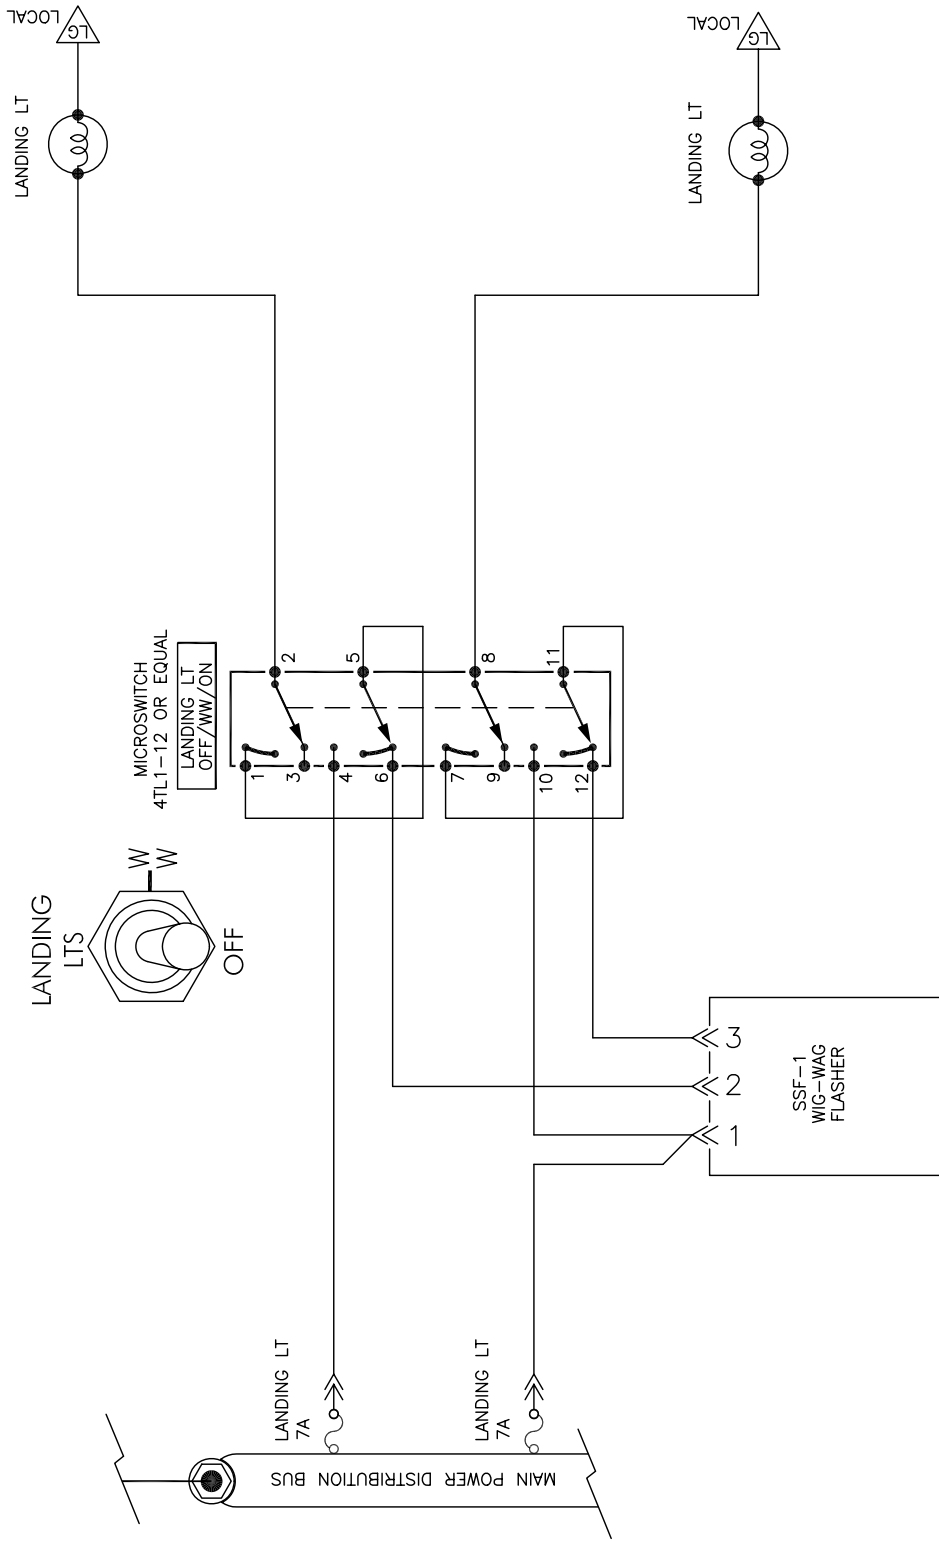 LOCAL
LG
LANDING LT
LOCAL
LG
LANDING LT
MICROSWITCH
4TL1-12 OR EQUAL
LANDING LT
OFF/WW/ON
2
5
8
11
1
3
4
6
7
9
10
12
LANDING
LTS
W
W
OFF
3
2
1
SSF-1
WIG-WAG
FLASHER
LANDING LT
7A
LANDING LT
7A
MAIN POWER DISTRIBUTION BUS